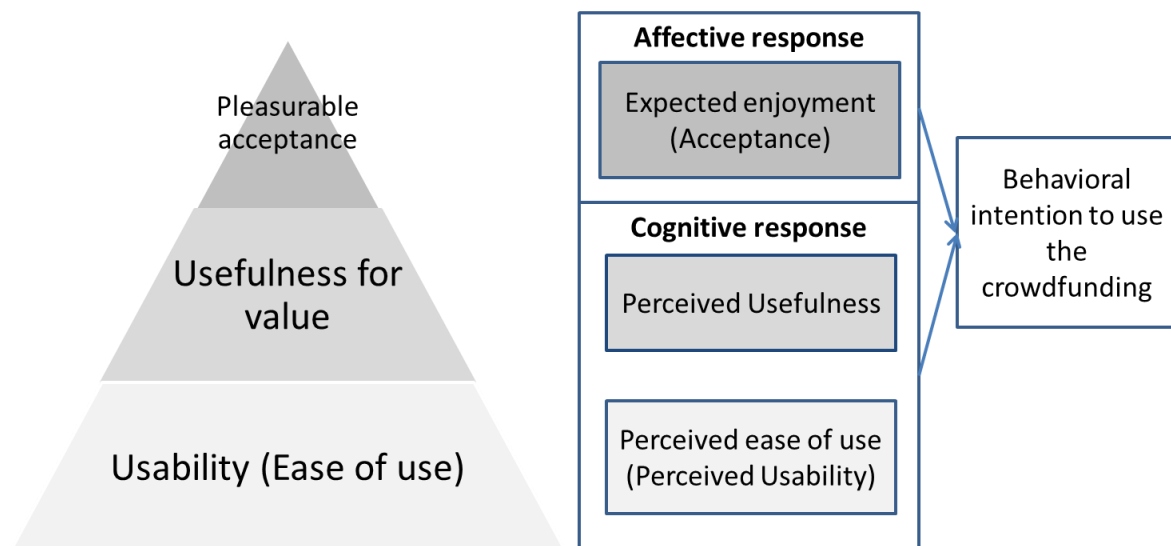 Pleasurable
acceptance
Usefulness for
value
Usability (Ease of use)
Affective response
Expected enjoyment
(Acceptance)
Cognitive response
Perceived Usefulness
Perceived ease of use
(Perceived Usability)
Behavioral
intention to use
the
crowdfunding